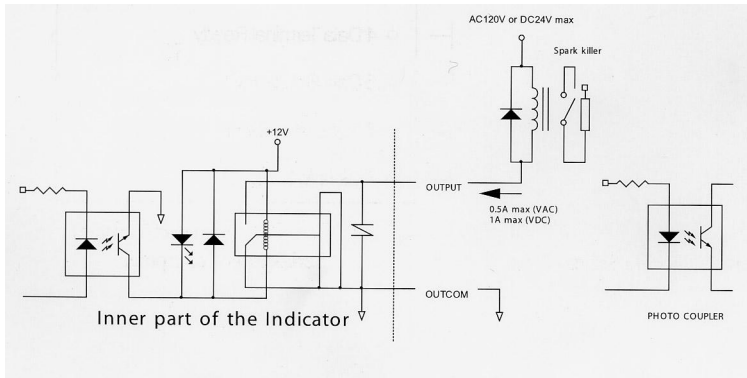 AC120V or DC24V max
Spark killer
+12V
OUTPUT
0.5A max (VAC)
1A max (VDC)
OUTCOM
Inner part of the Indicator
PHOTO COUPLER